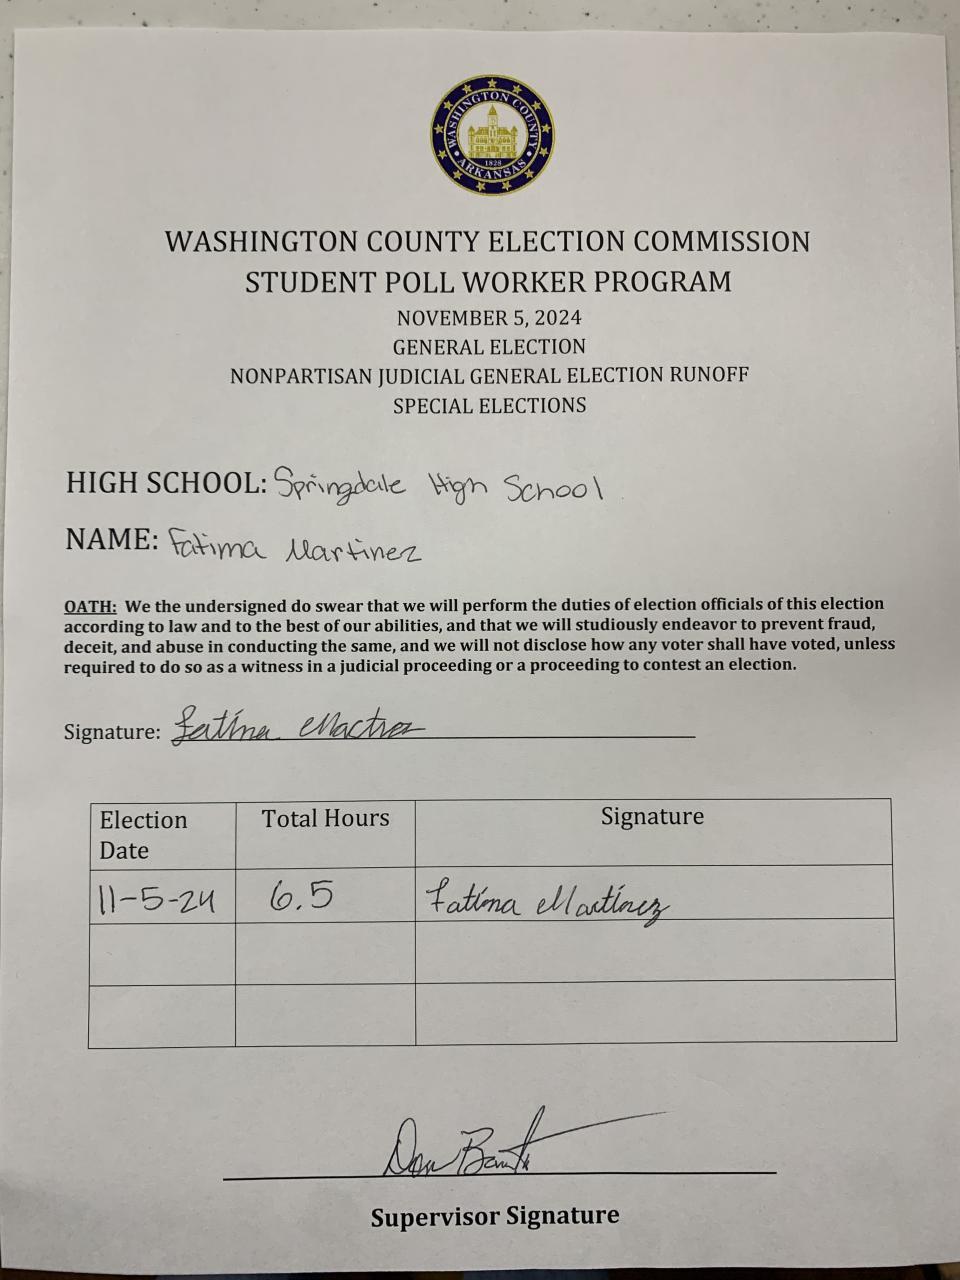 WASHINGTON COUNTY
1828
ARKANSAS
WASHINGTON COUNTY ELECTION COMMISSION
STUDENT POLL WORKER PROGRAM
NOVEMBER 5, 2024
GENERAL ELECTION
NONPARTISAN JUDICIAL GENERAL ELECTION RUNOFF
SPECIAL ELECTIONS
HIGH SCHOOL: Springdale High School
NAME: Fatima Martinez
OATH: We the undersigned do swear that we will perform the duties of election officials of this election
according to law and to the best of our abilities, and that we will studiously endeavor to prevent fraud,
deceit, and abuse in conducting the same, and we will not disclose how any voter shall have voted, unless
required to do so as a witness in a judicial proceeding or a proceeding to contest an election.
Signature: Fatima Martinez
Election Date Total Hours Signature
11-5-24 6.5 Fatima Martinez
Supervisor Signature